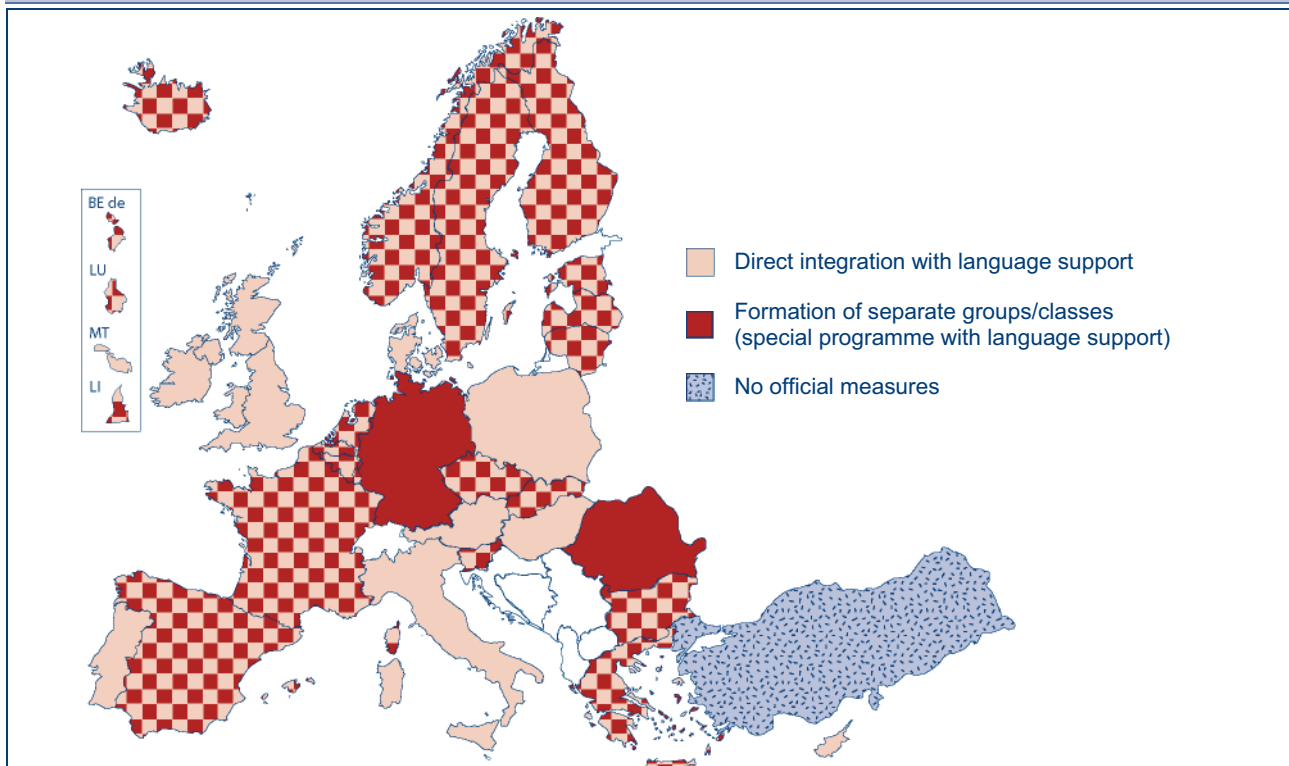 BE de
LU
MT
LI
Direct integration with language support
Formation of separate groups/classes
(special programme with language support)
No official measures